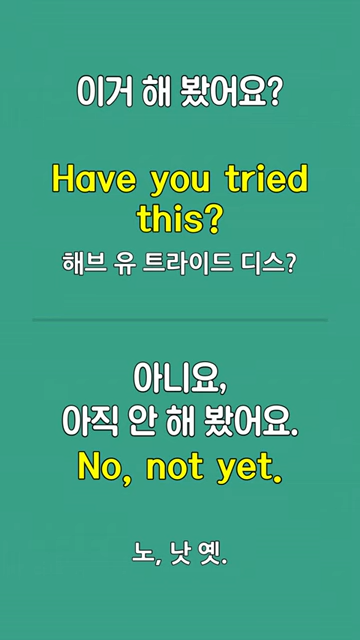 이거 해 봤어요?
Have you tried
this?
해브 유 트라이드 디스?
아니요,
아직 안 해 봤어요.
No, not yet.
노, 낫 옛.